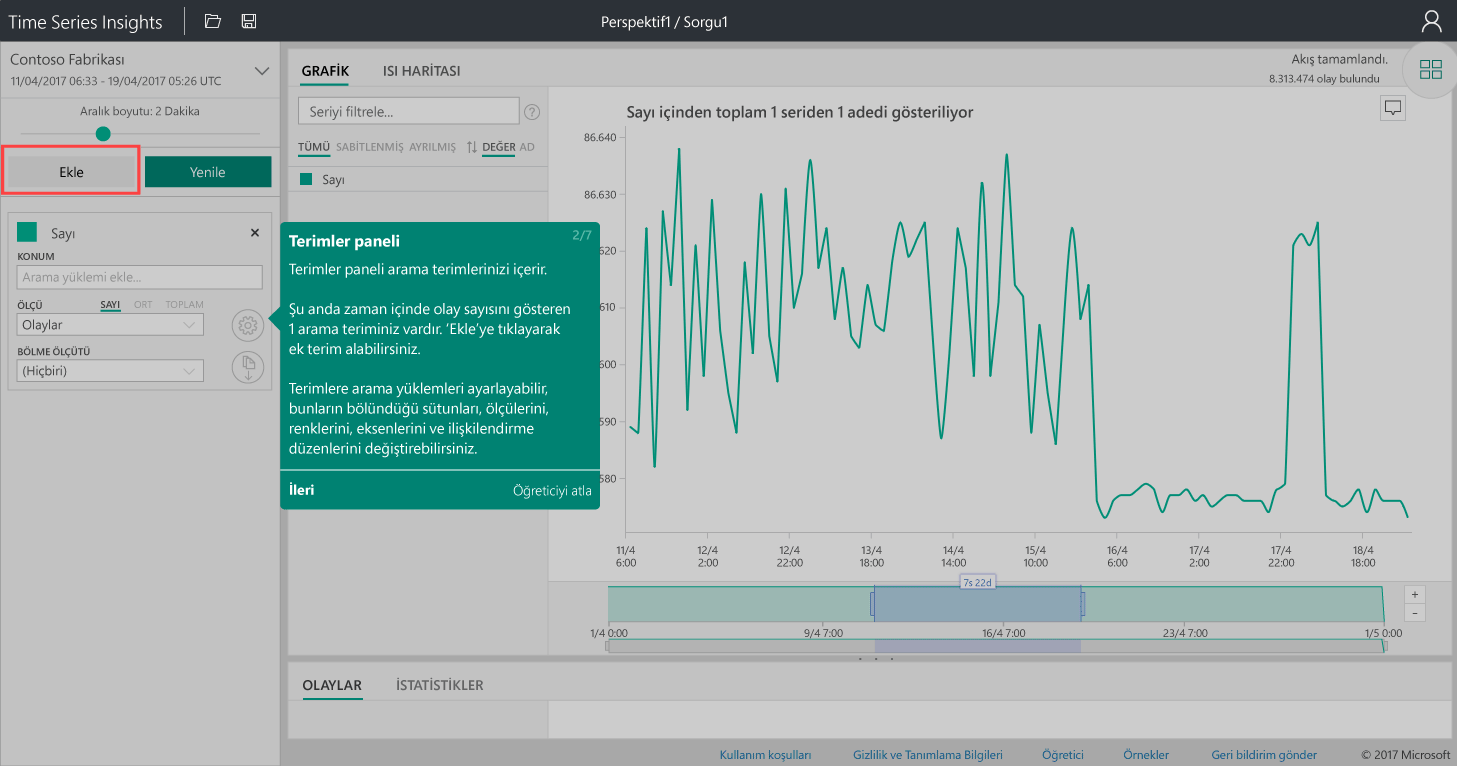 Time Series Insights
Perspektif1 / Sorgu1
Contoso Fabrikası
11/04/2017 06:33 - 19/04/2017 05:26 UTC
Aralık boyutu: 2 Dakika
Ekle
Yenile
Sayı
KONUM
Arama yüklemi ekle...
ÖLÇÜ
SAYI ORT TOPLAM
Olaylar
BÖLME ÖLÇÜTÜ
(Hiçbiri)
GRAFİK ISI HARİTASI
Akış tamamlandı.
8.313.474 olay bulundu
Seriyi filtrele...
?
TÜMÜ SABİTLENMİŞ AYRILMIŞ DEĞER AD
Sayı
Terimler paneli
2/7
Terimler paneli arama terimlerinizi içerir.
Şu anda zaman içinde olay sayısını gösteren
1 arama teriminiz vardır. 'Ekle'ye tıklayarak
ek terim alabilirsiniz.
Terimlere arama yüklemleri ayarlayabilir,
bunların bölündüğü sütunları, ölçülerini,
renklerini, eksenlerini ve ilişkilendirme
düzenlerini değiştirebilirsiniz.
İleri
Öğreticiyi atla
Sayı içinden toplam 1 seriden 1 adedi gösteriliyor
86.640
86.630
620
610
600
590
580
11/4 12/4 12/4 13/4 14/4 15/4 16/4 17/4 17/4 18/4
6:00 2:00 22:00 18:00 14:00 10:00 6:00 2:00 22:00 18:00
7s 22d
+
-
1/4 0:00 9/4 7:00 16/4 7:00 23/4 7:00 1/5 0:00
OLAYLAR İSTATİSTİKLER
Kullanım koşulları Gizlilik ve Tanımlama Bilgileri Öğretici Örnekler Geri bildirim gönder © 2017 Microsoft